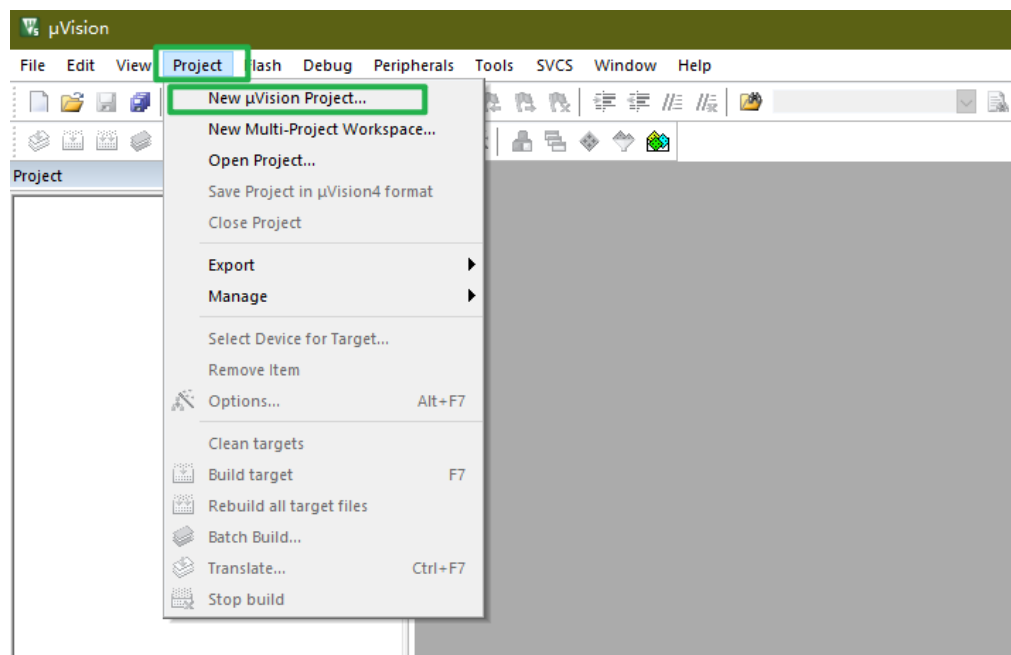 µVision
File Edit View Project Flash Debug Peripherals Tools SVCS Window Help
New µVision Project...
New Multi-Project Workspace...
Project
Open Project...
Save Project in µVision4 format
Close Project
Export
Manage
Select Device for Target...
Remove Item
Options... Alt+F7
Clean targets
Build target F7
Rebuild all target files
Batch Build...
Translate... Ctrl+F7
Stop build